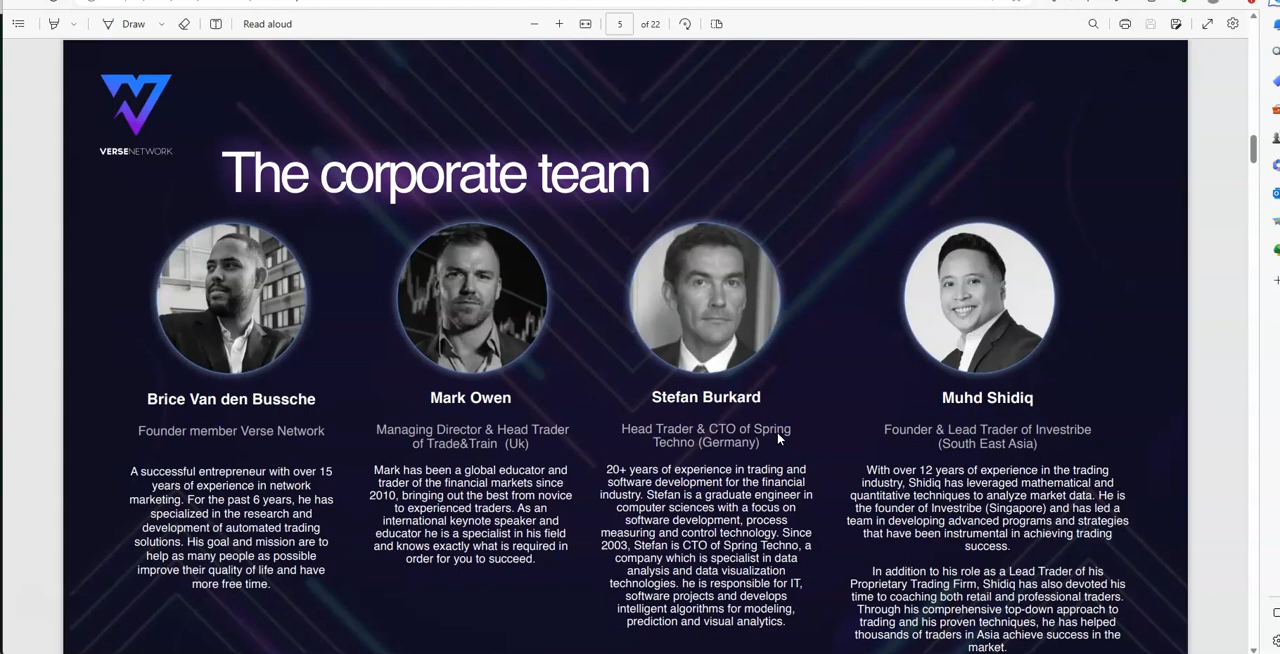 Draw
Read aloud
5
of 22
VERSENETWORK
The corporate team
Brice Van den Bussche
Founder member Verse Network
A successful entrepreneur with over 15
years of experience in network
marketing. For the past 6 years, he has
specialized in the research and
development of automated trading
solutions. His goal and mission are to
help as many people as possible
improve their quality of life and have
more free time.
Mark Owen
Managing Director & Head Trader
of Trade&Train (Uk)
Mark has been a global educator and
trader of the financial markets since
2010, bringing out the best from novice
to experienced traders. As an
international keynote speaker and
educator he is a specialist in his field
and knows exactly what is required in
order for you to succeed.
Stefan Burkard
Head Trader & CTO of Spring
Techno (Germany)
20+ years of experience in trading and
software development for the financial
industry. Stefan is a graduate engineer in
computer sciences with a focus on
software development, process
measuring and control technology. Since
2003, Stefan is CTO of Spring Techno, a
company which is specialist in data
analysis and data visualization
technologies. he is responsible for IT,
software projects and develops
intelligent algorithms for modeling,
prediction and visual analytics.
Muhd Shidiq
Founder & Lead Trader of Investribe
(South East Asia)
With over 12 years of experience in the trading
industry, Shidiq has leveraged mathematical and
quantitative techniques to analyze market data. He is
the founder of Investribe (Singapore) and has led a
team in developing advanced programs and strategies
that have been instrumental in achieving trading
success.
In addition to his role as a Lead Trader of his
Proprietary Trading Firm, Shidiq has also devoted his
time to coaching both retail and professional traders.
Through his comprehensive top-down approach to
trading and his proven techniques, he has helped
thousands of traders in Asia achieve success in the
market.